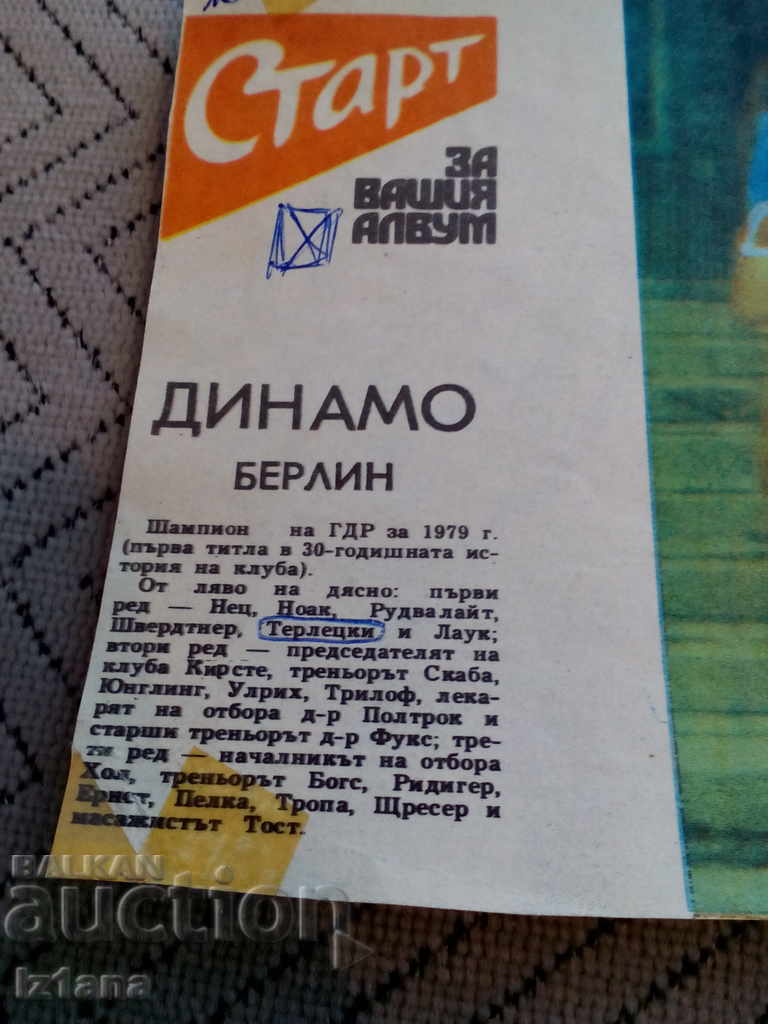 Старт
ЗА
ВАШИЯ
АЛБУМ
ДИНАМО
БЕРЛИН
Шампион на ГДР за 1979 г.
(първа титла в 30-годишната ис-
тория на клуба).
От ляво на дясно: първи
ред — Нец, Ноак, Рудвалайт,
Швердтнер, Терлецки и Лаук;
втори ред — председателят на
клуба Кирсте, треньорът Скаба,
Юнглинг, Улрих, Трилоф, лека-
рят на отбора д-р Полтрок и
старши треньорът д-р Фукс; тре-
ти ред — началникът на отбора
Хол, треньорът Богс, Ридигер,
Ернст, Пелка, Тропа, Щресер и
масажистът Тост.
BALKAN
auction
iz1ana